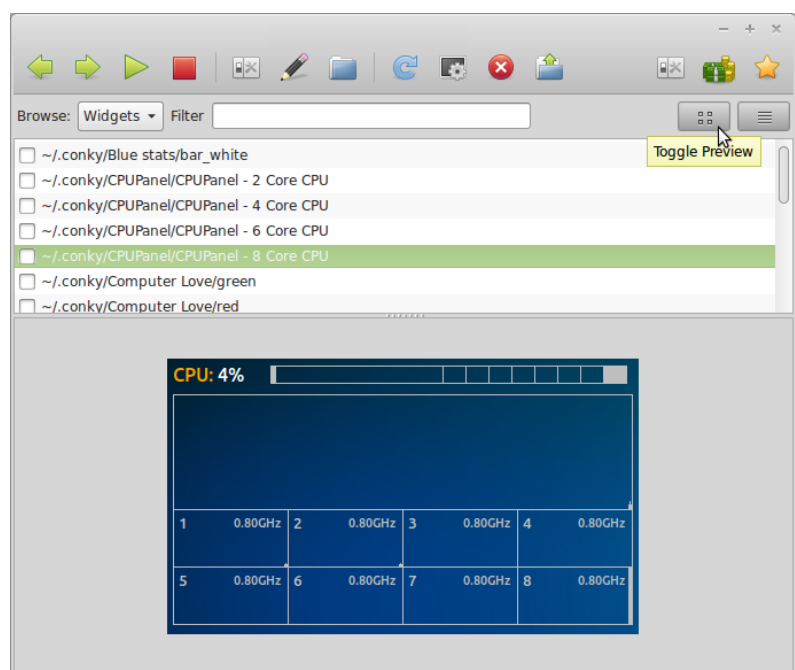 Browse: Widgets Filter
Toggle Preview
~/.conky/Blue stats/bar_white
~/.conky/CPUPanel/CPUPanel - 2 Core CPU
~/.conky/CPUPanel/CPUPanel - 4 Core CPU
~/.conky/CPUPanel/CPUPanel - 6 Core CPU
~/.conky/CPUPanel/CPUPanel - 8 Core CPU
~/.conky/Computer Love/green
~/.conky/Computer Love/red
CPU: 4%
1 0.80GHz 2 0.80GHz 3 0.80GHz 4 0.80GHz
5 0.80GHz 6 0.80GHz 7 0.80GHz 8 0.80GHz